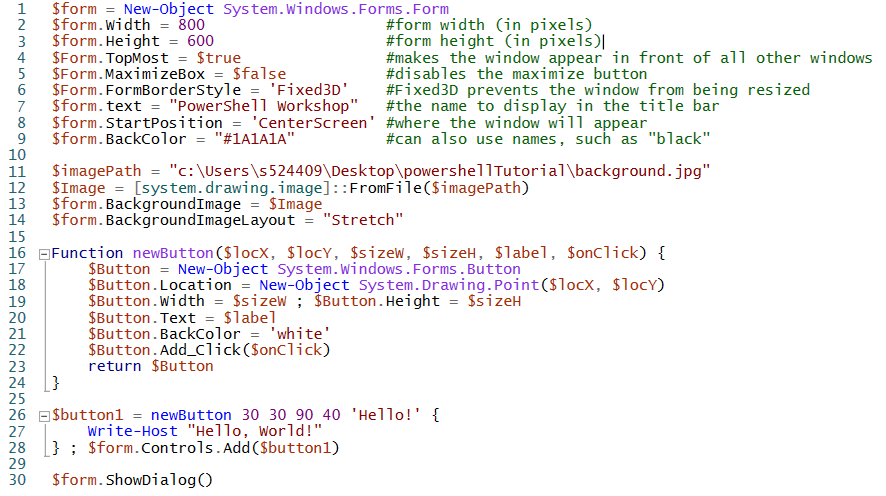 1 $form = New-Object System.Windows.Forms.Form
2 $form.Width = 800 #form width (in pixels)
3 $form.Height = 600 #form height (in pixels)
4 $Form.TopMost = $true #makes the window appear in front of all other windows
5 $Form.MaximizeBox = $false #disables the maximize button
6 $Form.FormBorderStyle = 'Fixed3D' #Fixed3D prevents the window from being resized
7 $form.text = "PowerShell Workshop" #the name to display in the title bar
8 $form.StartPosition = 'CenterScreen' #where the window will appear
9 $form.BackColor = "#1A1A1A" #can also use names, such as "black"
10
11 $imagePath = "c:\Users\s524409\Desktop\powershellTutorial\background.jpg"
12 $Image = [system.drawing.image]::FromFile($imagePath)
13 $form.BackgroundImage = $Image
14 $form.BackgroundImageLayout = "Stretch"
15
16 Function newButton($locX, $locY, $sizeW, $sizeH, $label, $onClick) {
17 $Button = New-Object System.Windows.Forms.Button
18 $Button.Location = New-Object System.Drawing.Point($locX, $locY)
19 $Button.Width = $sizeW ; $Button.Height = $sizeH
20 $Button.Text = $label
21 $Button.BackColor = 'white'
22 $Button.Add_Click($onClick)
23 return $Button
24 }
25
26 $button1 = newButton 30 30 90 40 'Hello!' {
27 Write-Host "Hello, World!"
28 } ; $form.Controls.Add($button1)
29
30 $form.ShowDialog()